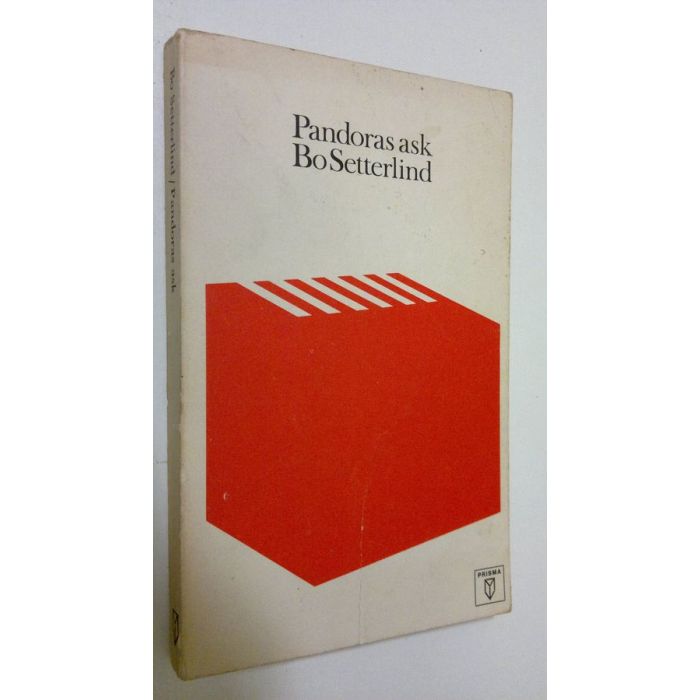 Pandoras ask
Bo Setterlind
Bo Setterlind / Pandoras ask
PRISMA